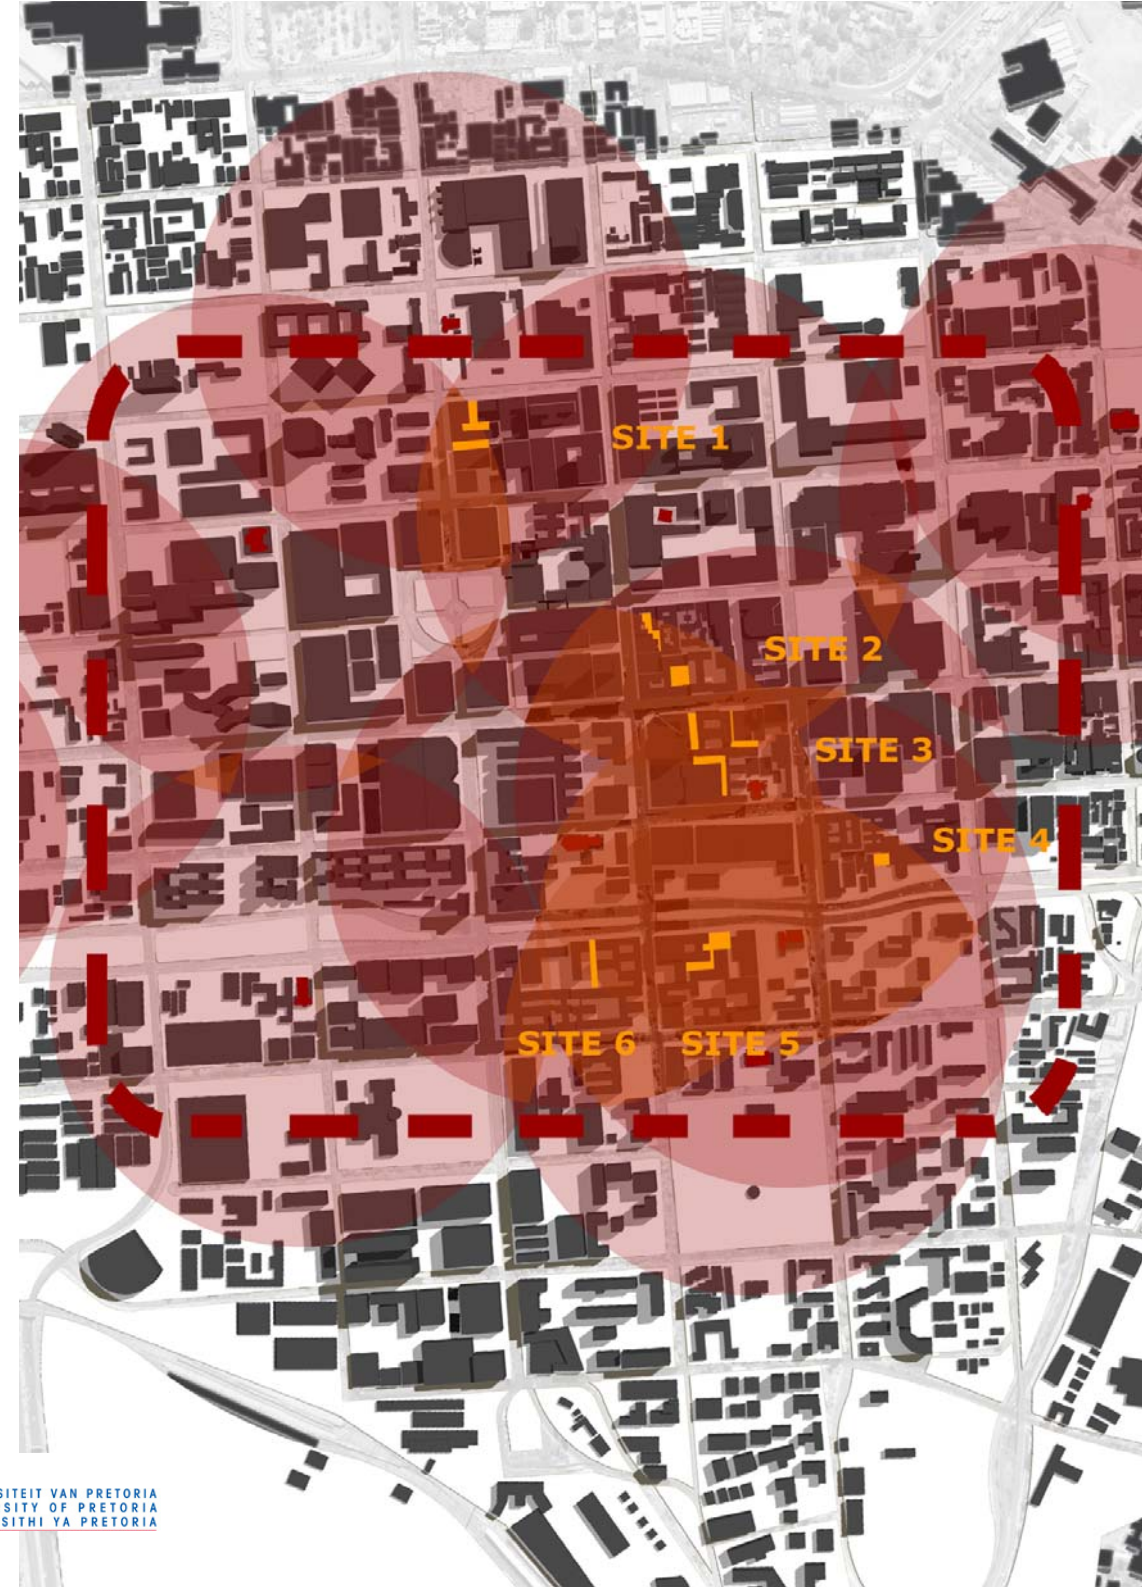 SITE 1
SITE 2
SITE 3
SITE 4
SITE 6
SITE 5
SITEIT VAN PRETORIA
SITY OF PRETORIA
SITHI YA PRETORIA